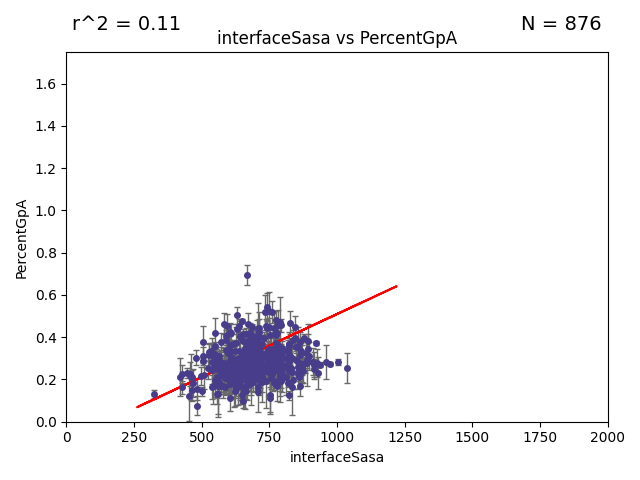 r^2 = 0.11
N = 876
interfaceSasa vs PercentGpA
PercentGpA
1.6
1.4
1.2
1.0
0.8
0.6
0.4
0.2
0.0
0 250 500 750 1000 1250 1500 1750 2000
interfaceSasa